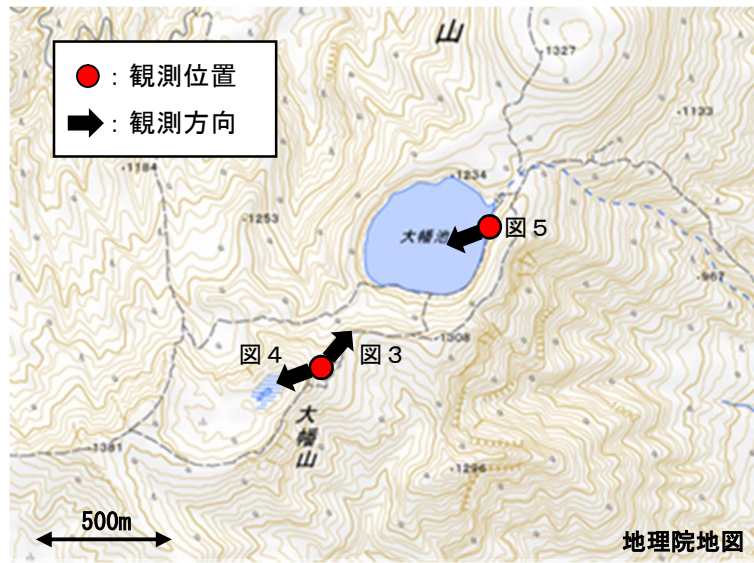 山
●：観測位置
➡：観測方向
・1327
・1133
・1184
・1234
・1253
大幡池
図５
・967
図４
図３
・1308
大幡山
・1381
・1296
500m
地理院地図